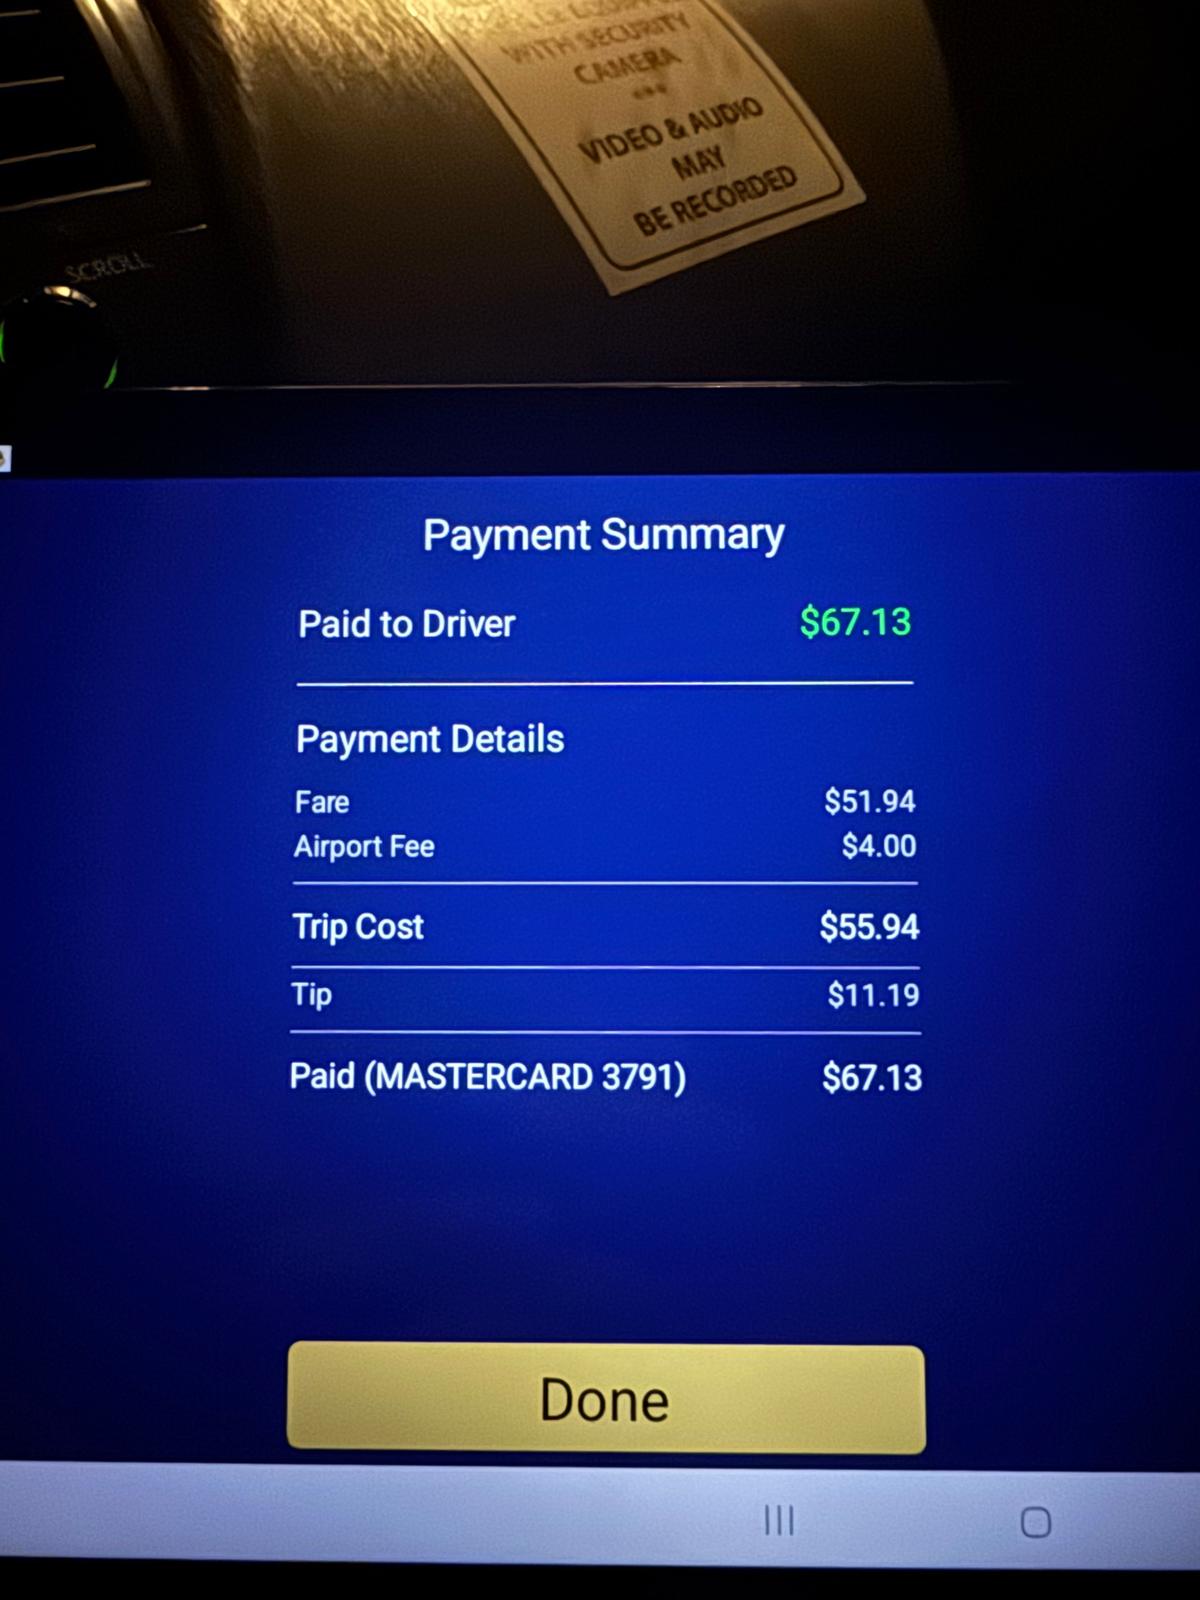 WITH SECURITY
CAMERA
VIDEO & AUDIO
MAY
BE RECORDED
SCROLL
Payment Summary
Paid to Driver $67.13
Payment Details
Fare $51.94
Airport Fee $4.00
Trip Cost $55.94
Tip $11.19
Paid (MASTERCARD 3791) $67.13
Done